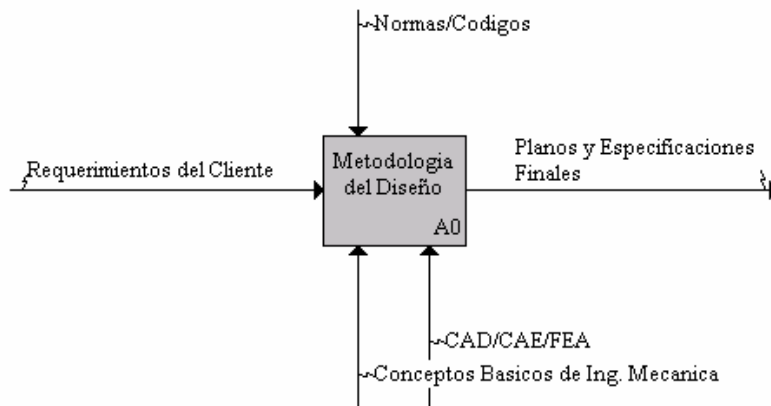 Normas/Codigos
Requerimientos del Cliente
Metodologia
del Diseño
A0
Planos y Especificaciones
Finales
CAD/CAE/FEA
Conceptos Basicos de Ing. Mecanica